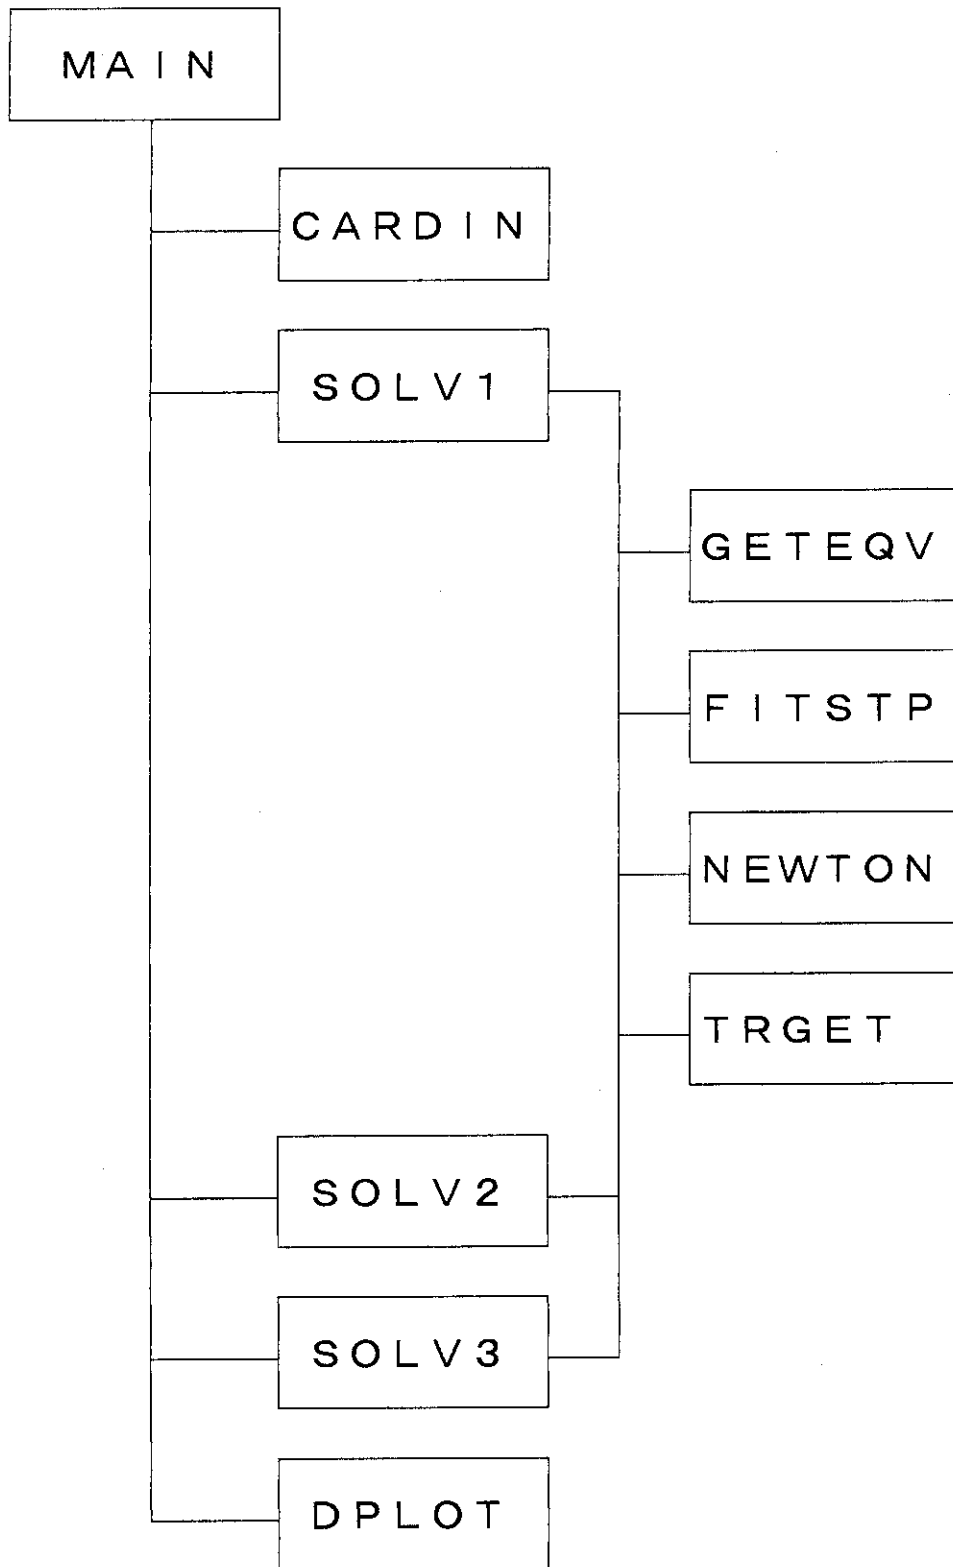 MAIN
CARDIN
SOLV1
GETEQV
FITSTP
NEWTON
TRGET
SOLV2
SOLV3
DPLOT